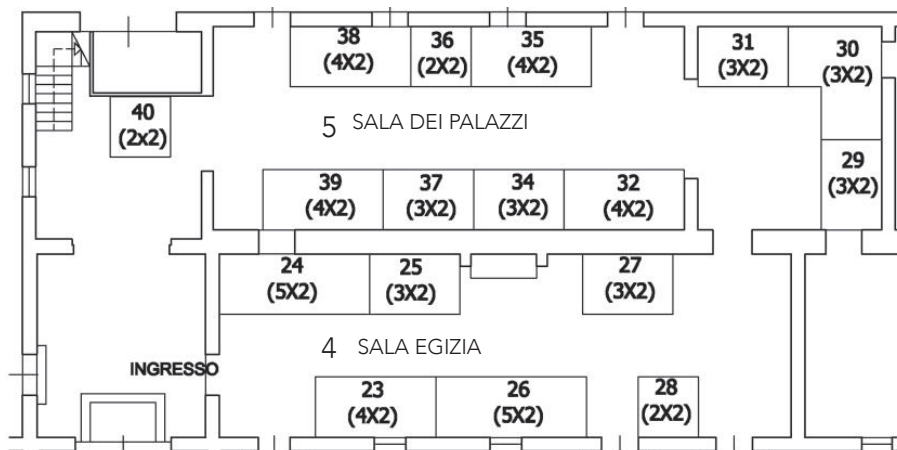 38
(4X2)
36
(2X2)
35
(4X2)
31
(3X2)
30
(3X2)
40
(2x2)
5 SALA DEI PALAZZI
29
(3X2)
39
(4X2)
37
(3X2)
34
(3X2)
32
(4X2)
24
(5X2)
25
(3X2)
27
(3X2)
4 SALA EGIZIA
INGRESSO
23
(4X2)
26
(5X2)
28
(2X2)